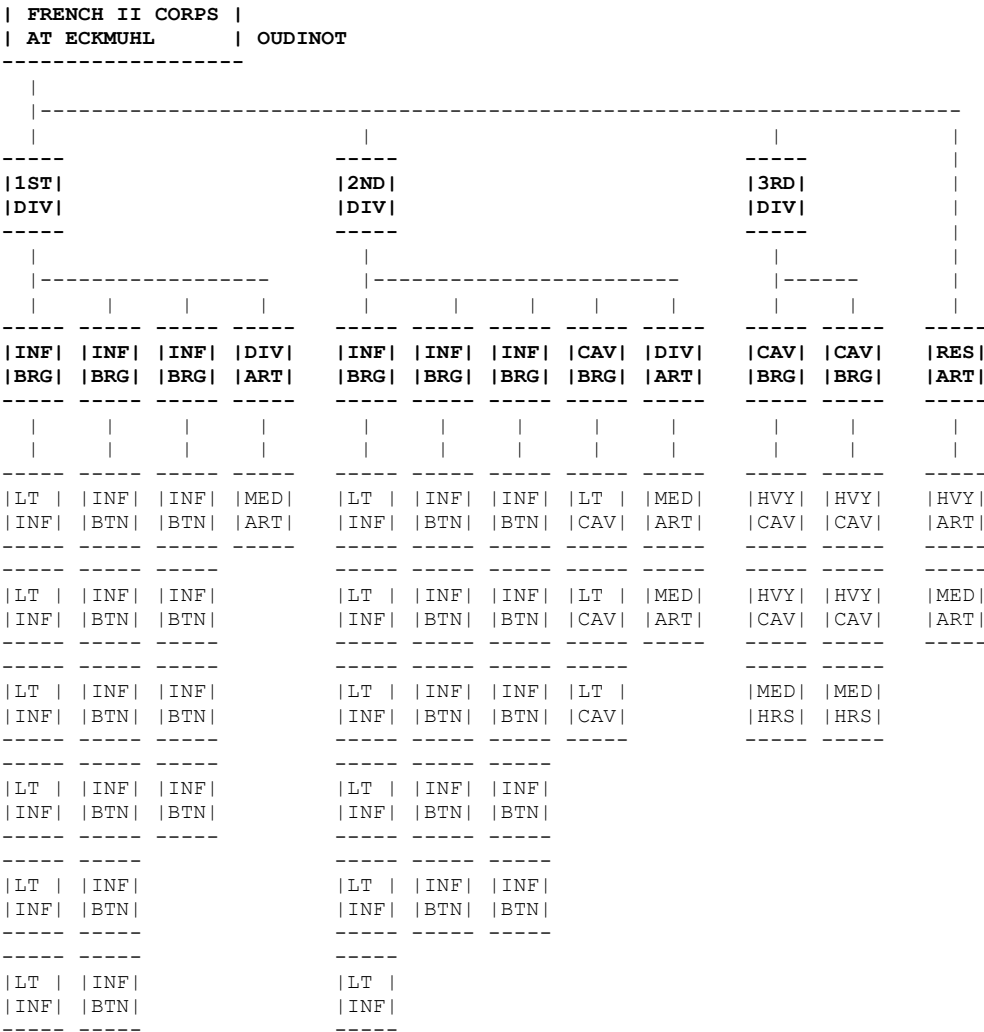 | FRENCH II CORPS |
| AT ECKMUHL      | OUDINOT
|1ST| |2ND| |3RD|
|DIV| |DIV| |DIV|
|INF| |INF| |INF| |DIV| |INF| |INF| |INF| |CAV| |DIV| |CAV| |CAV| |RES|
|BRG| |BRG| |BRG| |ART| |BRG| |BRG| |BRG| |BRG| |ART| |BRG| |BRG| |ART|
|LT | |INF| |INF| |MED| |LT | |INF| |INF| |LT | |MED| |HVY| |HVY| |HVY|
|INF| |BTN| |BTN| |ART| |INF| |BTN| |BTN| |CAV| |ART| |CAV| |CAV| |ART|
|LT | |INF| |INF| |LT | |INF| |INF| |LT | |MED| |HVY| |HVY| |MED|
|INF| |BTN| |BTN| |INF| |BTN| |BTN| |CAV| |ART| |CAV| |CAV| |ART|
|LT | |INF| |INF| |LT | |INF| |INF| |LT | |MED| |MED|
|INF| |BTN| |BTN| |INF| |BTN| |BTN| |CAV| |HRS| |HRS|
|LT | |INF| |INF| |LT | |INF| |INF|
|INF| |BTN| |BTN| |INF| |BTN| |BTN|
|LT | |INF| |LT | |INF| |INF|
|INF| |BTN| |INF| |BTN| |BTN|
|LT | |INF| |LT |
|INF| |BTN| |INF|